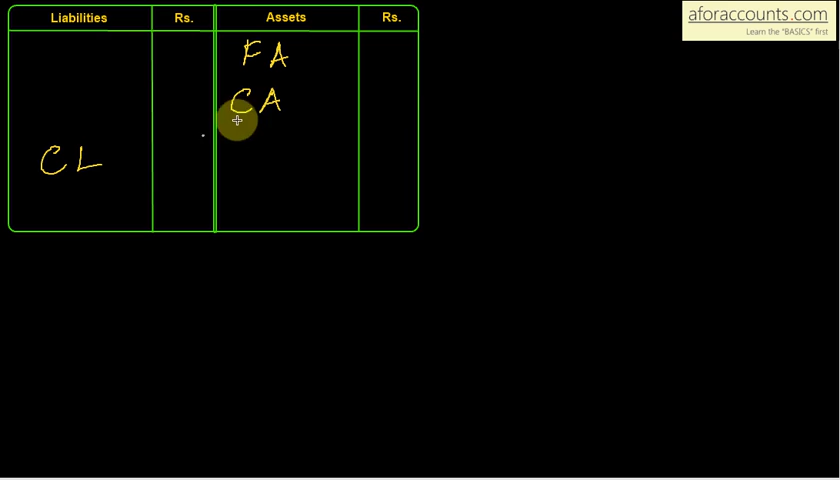 Liabilities Rs. Assets Rs.
aforaccounts.com
Learn the "BASICS" first
FA
CA
CL